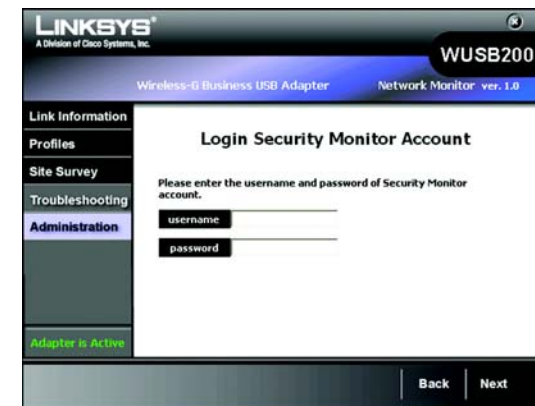 LINKSYS®
A Division of Cisco Systems, Inc.
WUSB200
Wireless-G Business USB Adapter
Network Monitor ver. 1.0
Link Information
Profiles
Site Survey
Troubleshooting
Administration
Adapter is Active
Login Security Monitor Account
Please enter the username and password of Security Monitor
account.
username
password
Back
Next